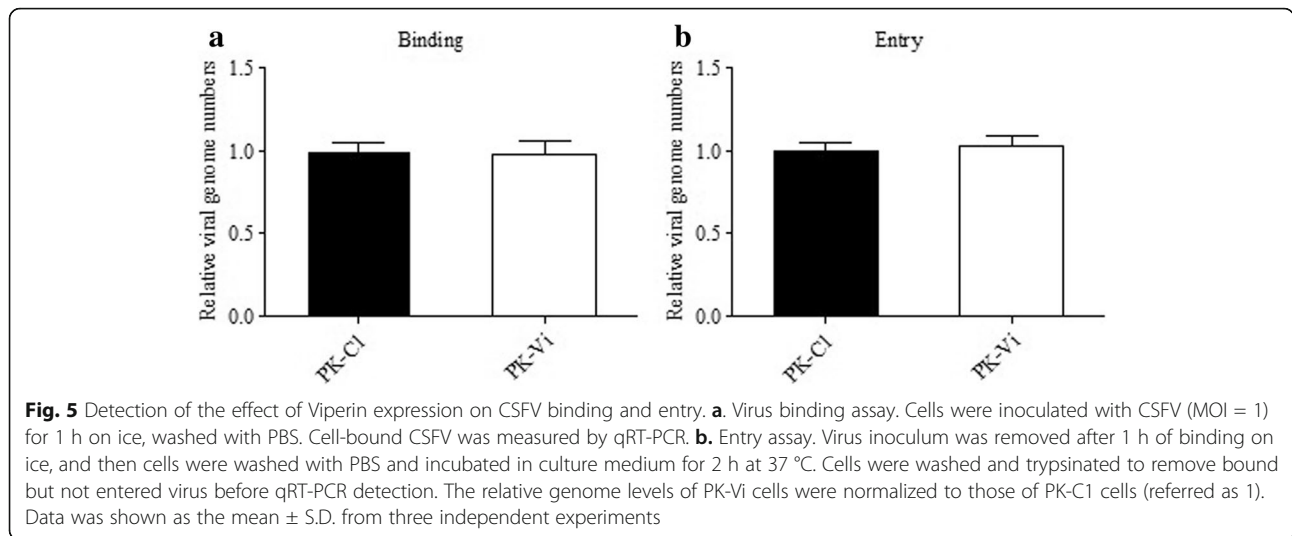 a Binding
Relative viral genome numbers
1.5
1.0
0.5
0.0
PK-C1
PK-Vi
b Entry
Relative viral genome numbers
1.5
1.0
0.5
0.0
PK-C1
PK-Vi
Fig. 5 Detection of the effect of Viperin expression on CSFV binding and entry. a. Virus binding assay. Cells were inoculated with CSFV (MOI = 1)
for 1 h on ice, washed with PBS. Cell-bound CSFV was measured by qRT-PCR. b. Entry assay. Virus inoculum was removed after 1 h of binding on
ice, and then cells were washed with PBS and incubated in culture medium for 2 h at 37 °C. Cells were washed and trypsinated to remove bound
but not entered virus before qRT-PCR detection. The relative genome levels of PK-Vi cells were normalized to those of PK-C1 cells (referred as 1).
Data was shown as the mean ± S.D. from three independent experiments